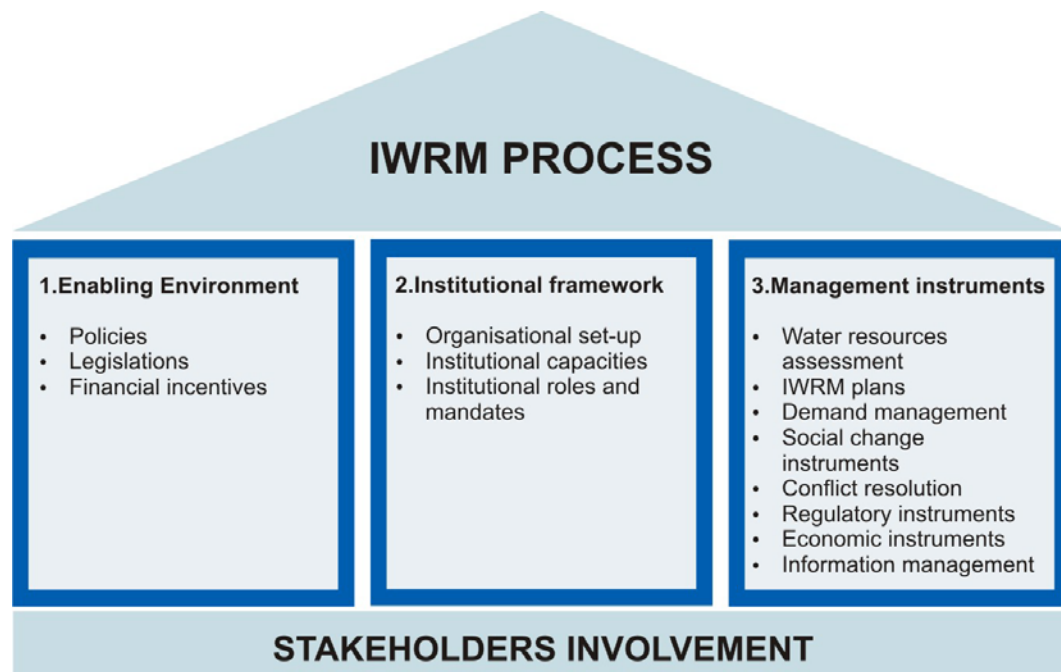 IWRM PROCESS
1.Enabling Environment
• Policies
• Legislations
• Financial incentives
2.Institutional framework
• Organisational set-up
• Institutional capacities
• Institutional roles and
mandates
3.Management instruments
• Water resources
assessment
• IWRM plans
• Demand management
• Social change
instruments
• Conflict resolution
• Regulatory instruments
• Economic instruments
• Information management
STAKEHOLDERS INVOLVEMENT